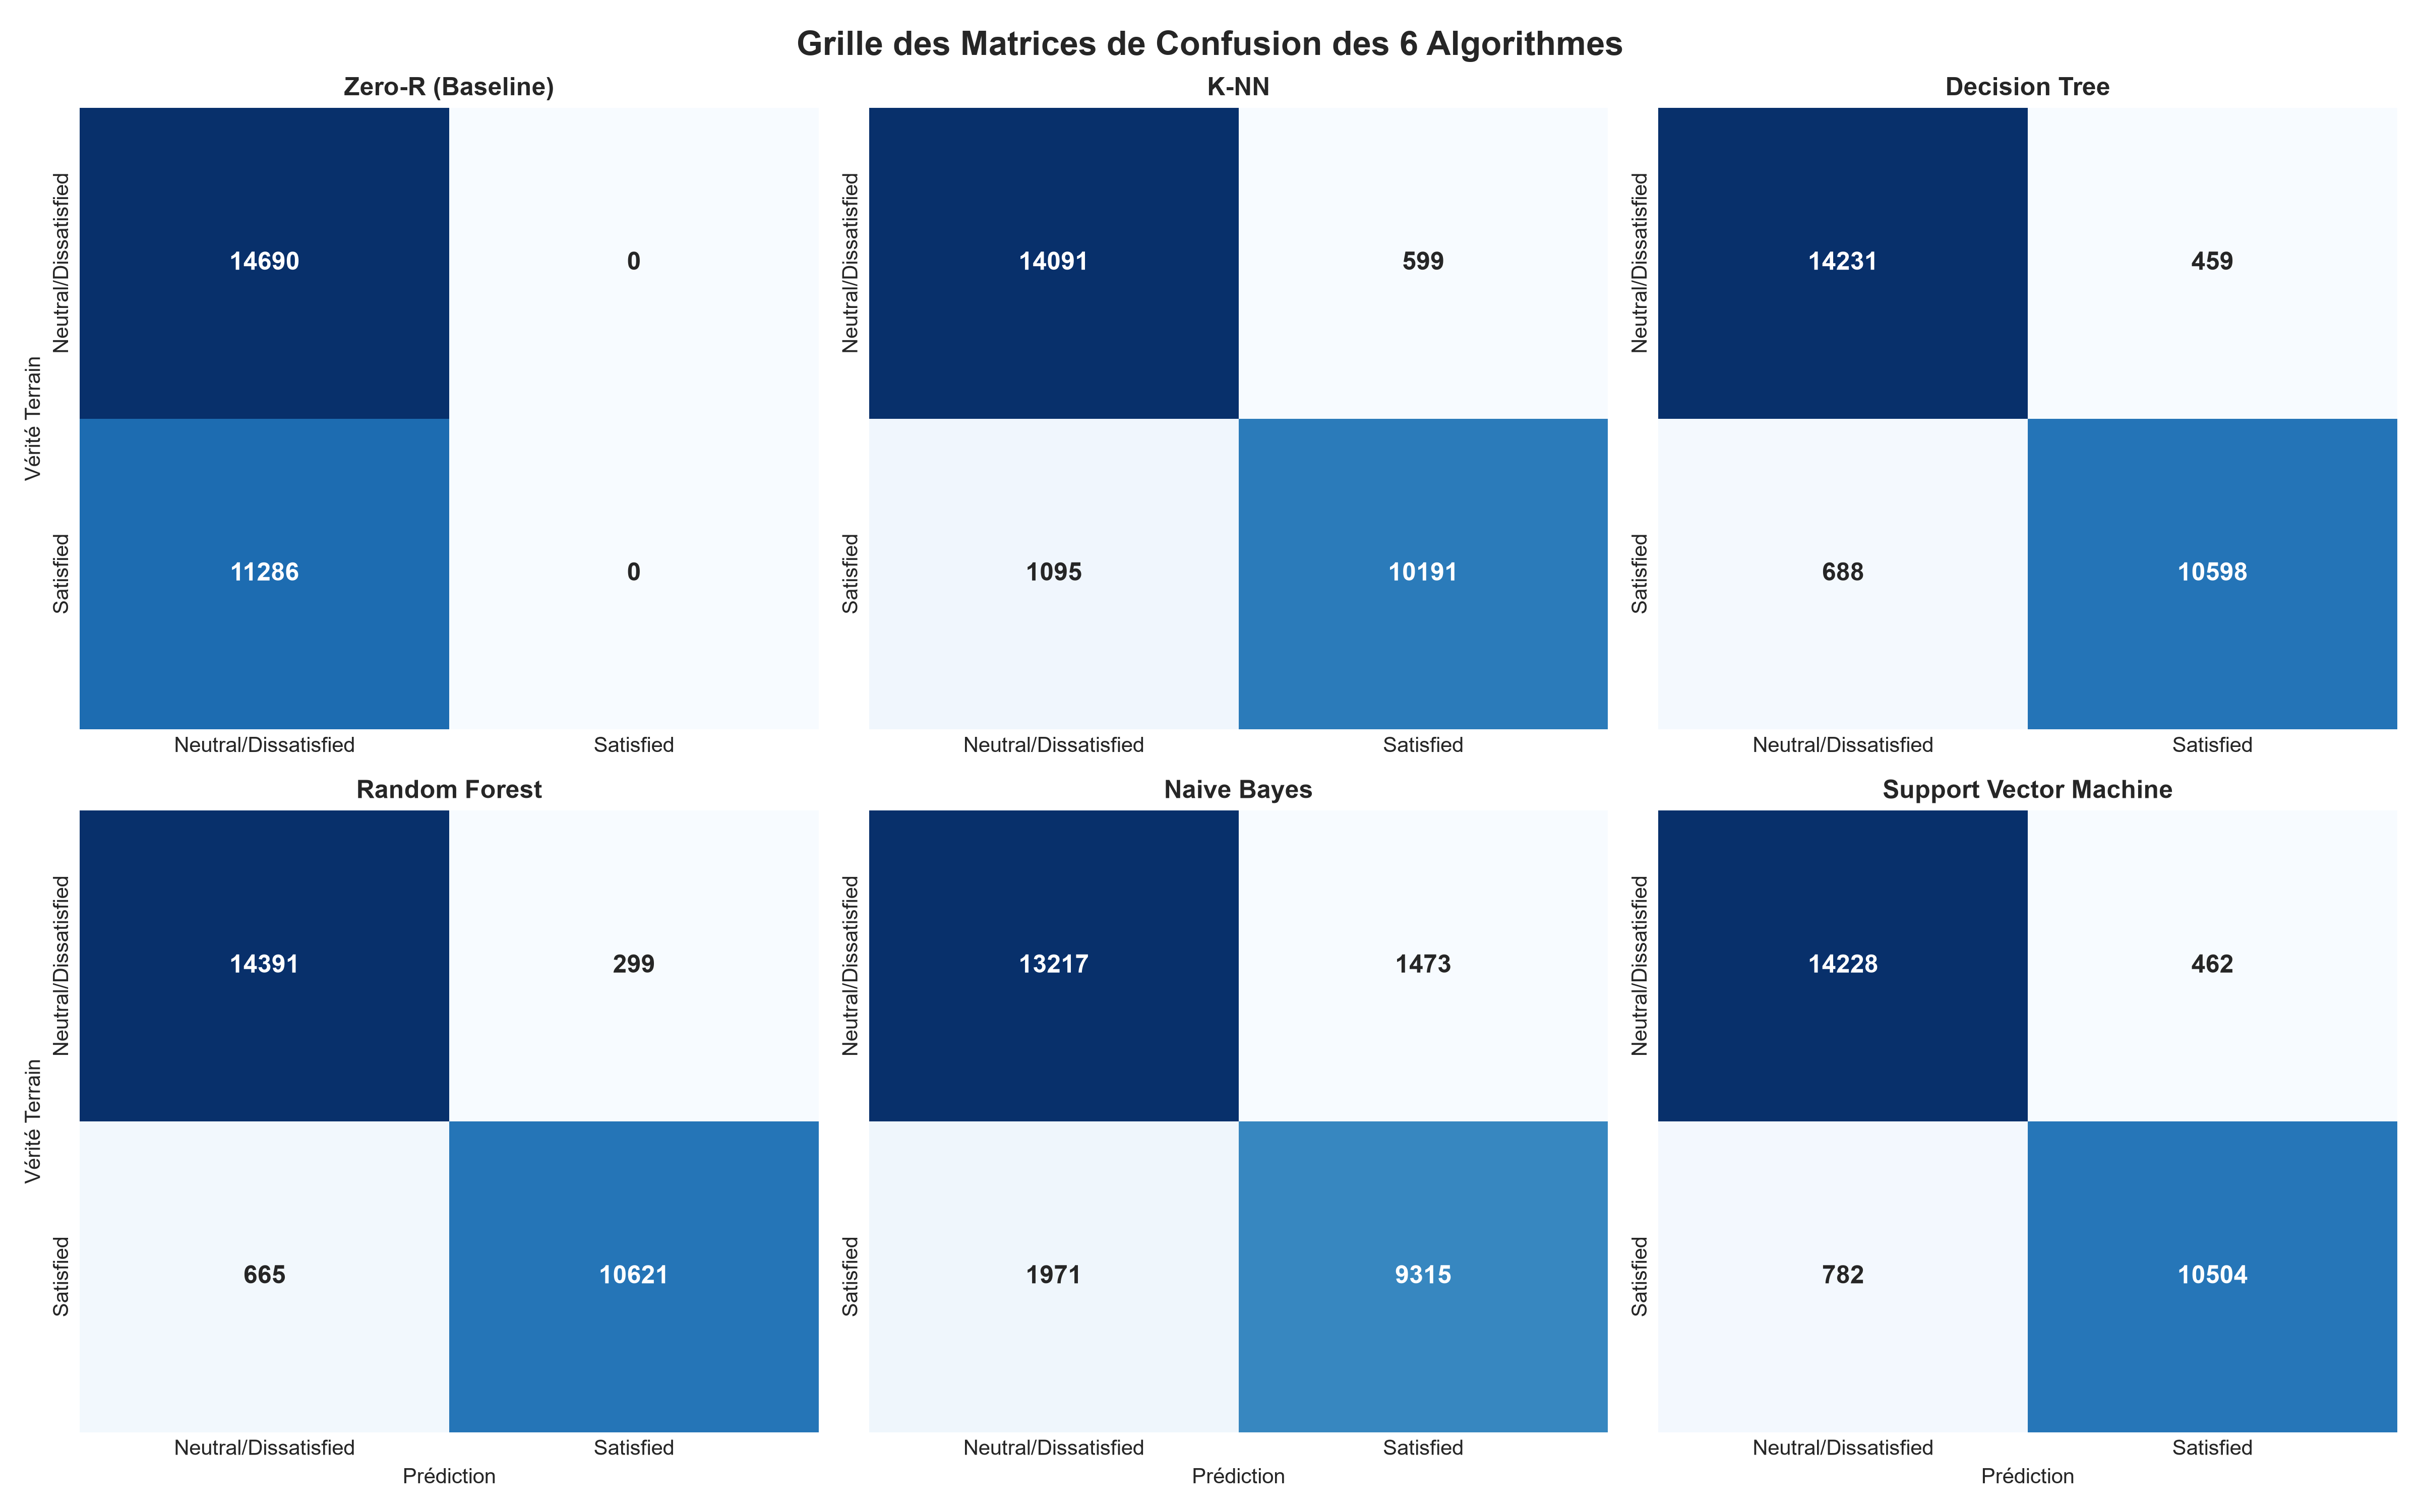 Grille des Matrices de Confusion des 6 Algorithmes
Zero-R (Baseline)
Vérité Terrain
Neutral/Dissatisfied
14690
0
Satisfied
11286
0
Neutral/Dissatisfied
Satisfied
K-NN
Neutral/Dissatisfied
14091
599
Satisfied
1095
10191
Neutral/Dissatisfied
Satisfied
Decision Tree
Neutral/Dissatisfied
14231
459
Satisfied
688
10598
Neutral/Dissatisfied
Satisfied
Random Forest
Vérité Terrain
Neutral/Dissatisfied
14391
299
Satisfied
665
10621
Neutral/Dissatisfied
Satisfied
Prédiction
Naive Bayes
Neutral/Dissatisfied
13217
1473
Satisfied
1971
9315
Neutral/Dissatisfied
Satisfied
Prédiction
Support Vector Machine
Neutral/Dissatisfied
14228
462
Satisfied
782
10504
Neutral/Dissatisfied
Satisfied
Prédiction